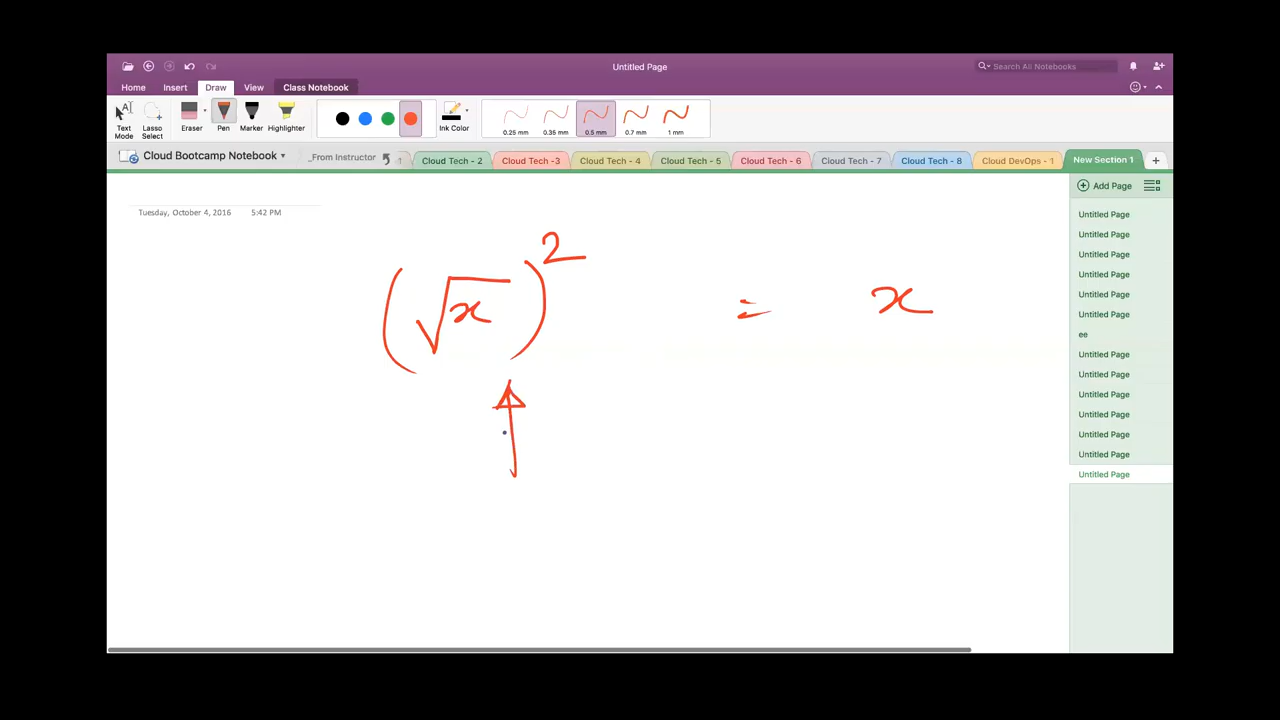 Untitled Page
Search All Notebooks
Home Insert Draw View Class Notebook
Text Mode
Lasso Select
Eraser
Pen
Marker
Highlighter
Ink Color
0.25 mm
0.35 mm
0.5 mm
0.7 mm
1 mm
Cloud Bootcamp Notebook
_From Instructor
1
Cloud Tech - 2
Cloud Tech -3
Cloud Tech - 4
Cloud Tech - 5
Cloud Tech - 6
Cloud Tech - 7
Cloud Tech - 8
Cloud DevOps - 1
New Section 1
+
Add Page
Tuesday, October 4, 2016 5:42 PM
(√x)² = x
Untitled Page
Untitled Page
Untitled Page
Untitled Page
Untitled Page
Untitled Page
ee
Untitled Page
Untitled Page
Untitled Page
Untitled Page
Untitled Page
Untitled Page
Untitled Page